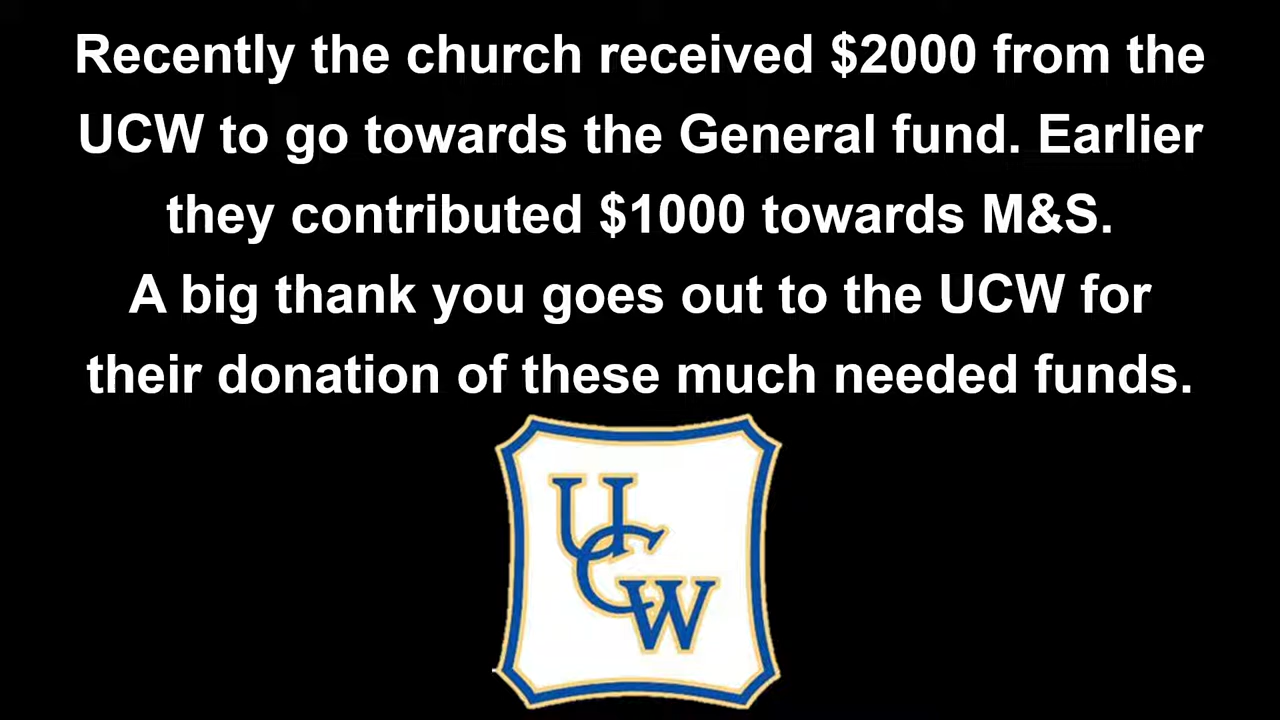 Recently the church received $2000 from the
UCW to go towards the General fund. Earlier
they contributed $1000 towards M&S.
A big thank you goes out to the UCW for
their donation of these much needed funds.
UCW